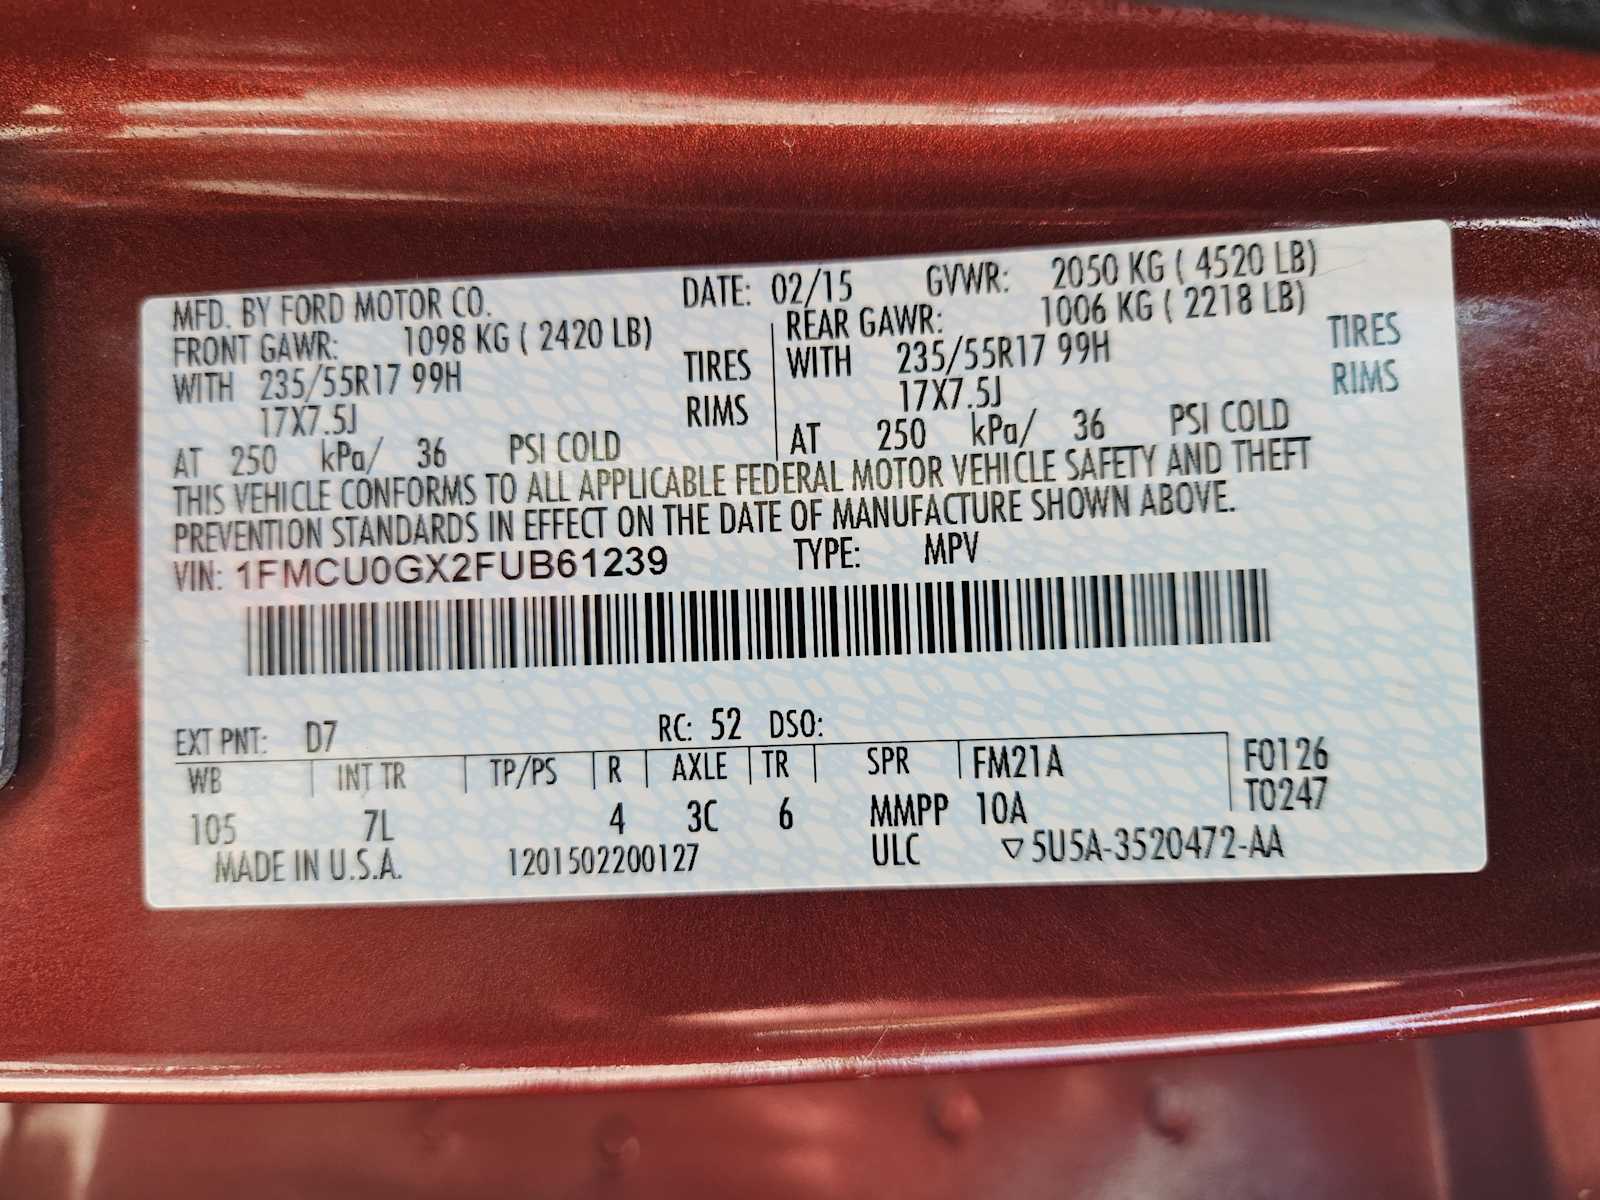 MFD. BY FORD MOTOR CO. DATE: 02/15 GVWR: 2050 KG ( 4520 LB)
FRONT GAWR: 1098 KG ( 2420 LB) REAR GAWR: 1006 KG ( 2218 LB)
WITH 235/55R17 99H TIRES WITH 235/55R17 99H TIRES
17X7.5J RIMS 17X7.5J RIMS
AT 250 kPa/ 36 PSI COLD AT 250 kPa/ 36 PSI COLD
THIS VEHICLE CONFORMS TO ALL APPLICABLE FEDERAL MOTOR VEHICLE SAFETY AND THEFT
PREVENTION STANDARDS IN EFFECT ON THE DATE OF MANUFACTURE SHOWN ABOVE.
VIN: 1FMCU0GX2FUB61239 TYPE: MPV
EXT PNT: D7 RC: 52 DSO:
WB INT TR TP/PS R AXLE TR SPR FM21A F0126
105 7L 4 3C 6 MMPP 10A T0247
MADE IN U.S.A. 1201502200127 ULC ▽5U5A-3520472-AA